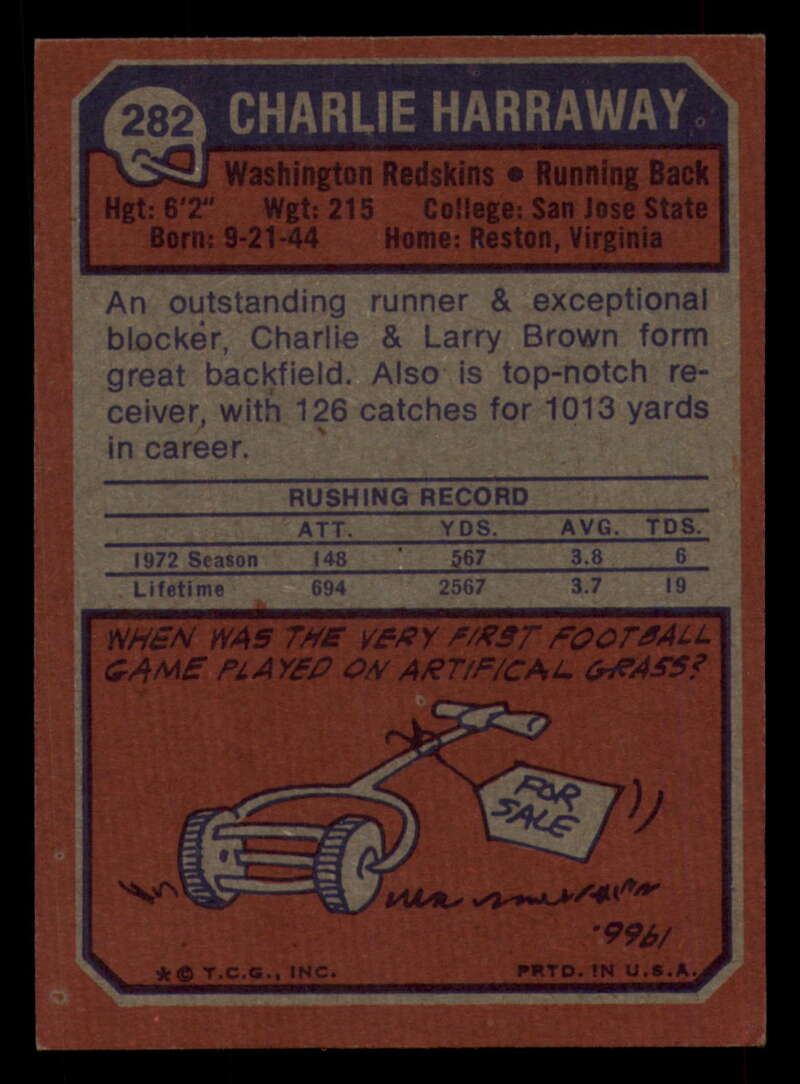 282 CHARLIE HARRAWAY
Washington Redskins • Running Back
Hgt: 6'2" Wgt: 215 College: San Jose State
Born: 9-21-44 Home: Reston, Virginia
An outstanding runner & exceptional
blocker, Charlie & Larry Brown form
great backfield. Also is top-notch re-
ceiver, with 126 catches for 1013 yards
in career.
RUSHING RECORD
ATT. YDS. AVG. TDS.
1972 Season 148 567 3.8 6
Lifetime 694 2567 3.7 19
WHEN WAS THE VERY FIRST FOOTBALL
GAME PLAYED ON ARTIFICAL GRASS?
FOR
SALE
1966.
* © T.C.G., INC. PRTD. IN U.S.A.